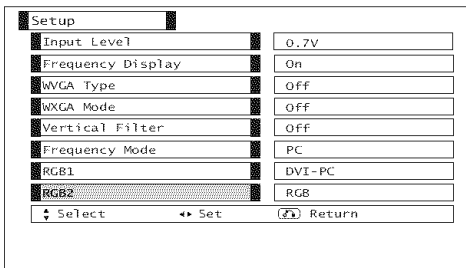 Setup
Input Level 0.7V
Frequency Display On
WVGA Type Off
WXGA Mode Off
Vertical Filter Off
Frequency Mode PC
RGB1 DVI-PC
RGB2 RGB
Select Set Return